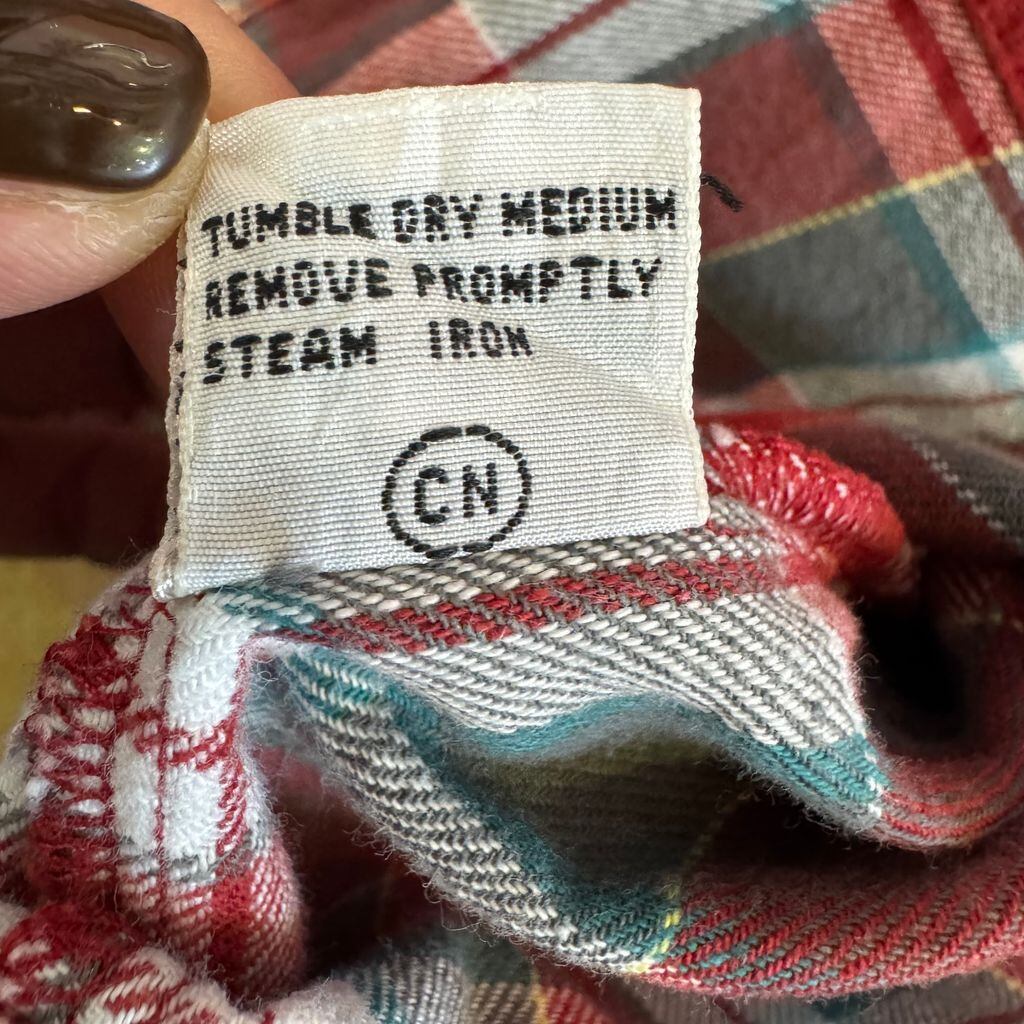 TUMBLE DRY MEDIUM
REMOVE PROMPTLY
STEAM IRON
CN